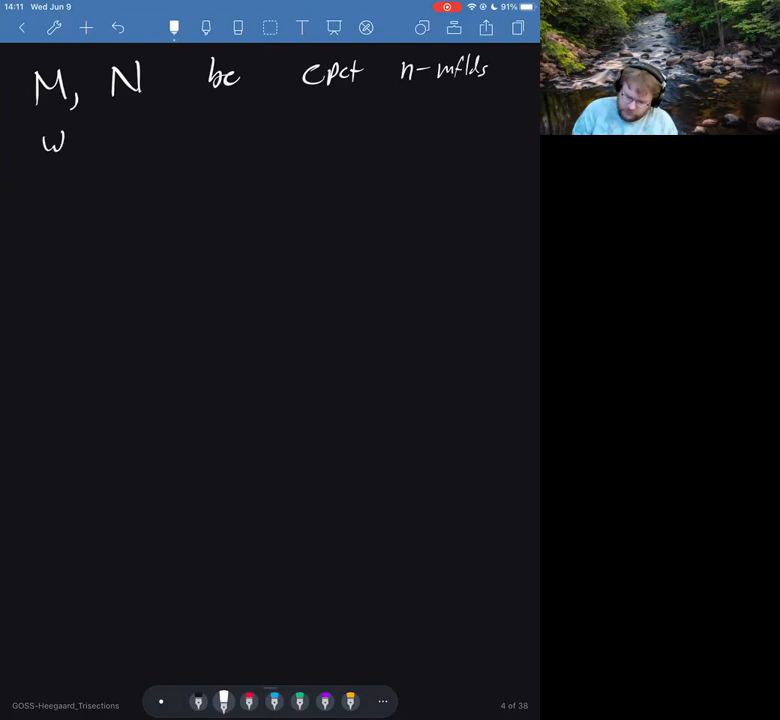 14:11 Wed Jun 9 91%
M, N be cpct n-mflds
w
GOSS-Heegaard_Trisections 4 of 38